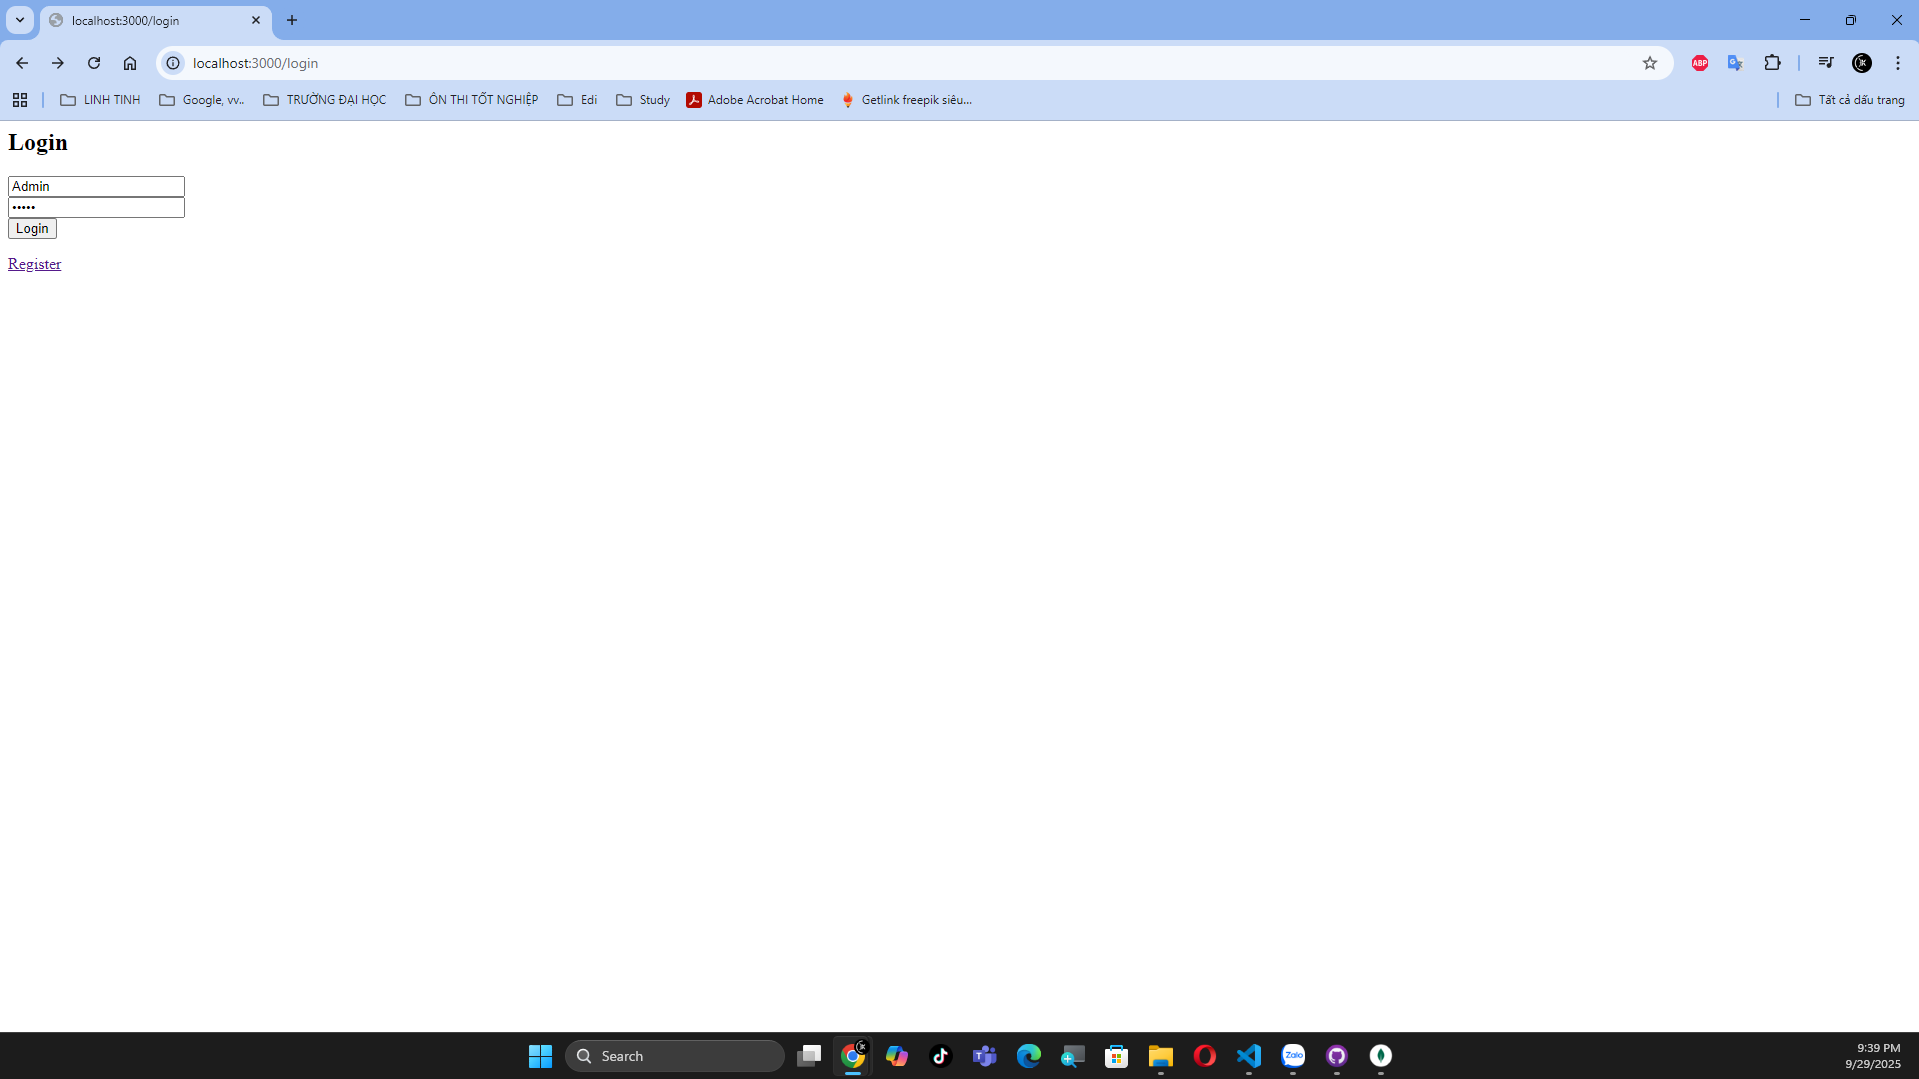 localhost:3000/login
localhost:3000/login
ABP
LINH TINH
Google, vv..
TRƯỜNG ĐẠI HỌC
ÔN THI TỐT NGHIỆP
Edi
Study
Adobe Acrobat Home
Getlink freepik siêu...
Tất cả dấu trang
Login
Admin
•••••
Login
Register
Search
Zalo
9:39 PM
9/29/2025